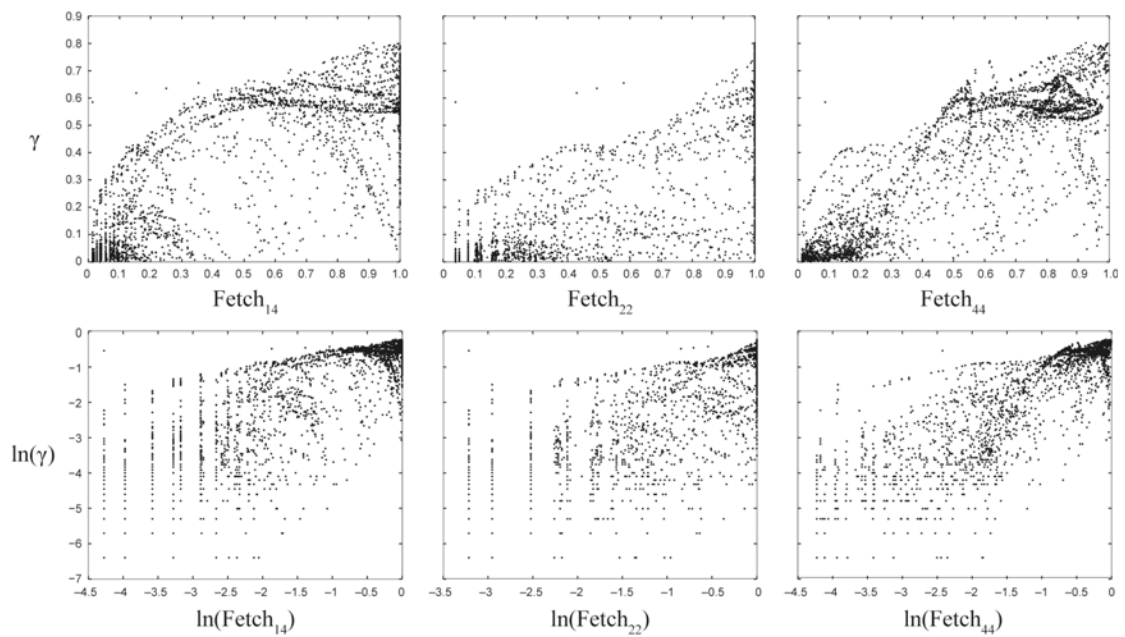 0.9
0.8
0.7
0.6
0.5
0.4
0.3
0.2
0.1
0
γ
0 0.1 0.2 0.3 0.4 0.5 0.6 0.7 0.8 0.9 1.0
0 0.1 0.2 0.3 0.4 0.5 0.6 0.7 0.8 0.9 1.0
0 0.1 0.2 0.3 0.4 0.5 0.6 0.7 0.8 0.9 1.0
Fetch₁₄ Fetch₂₂ Fetch₄₄
0
−1
−2
−3
−4
−5
−6
−7
ln(γ)
−4.5 −4 −3.5 −3 −2.5 −2 −1.5 −1 −0.5 0
−4 −3.5 −3 −2.5 −2 −1.5 −1 −0.5 0
−4.5 −4 −3.5 −3 −2.5 −2 −1.5 −1 −0.5 0
ln(Fetch₁₄) ln(Fetch₂₂) ln(Fetch₄₄)